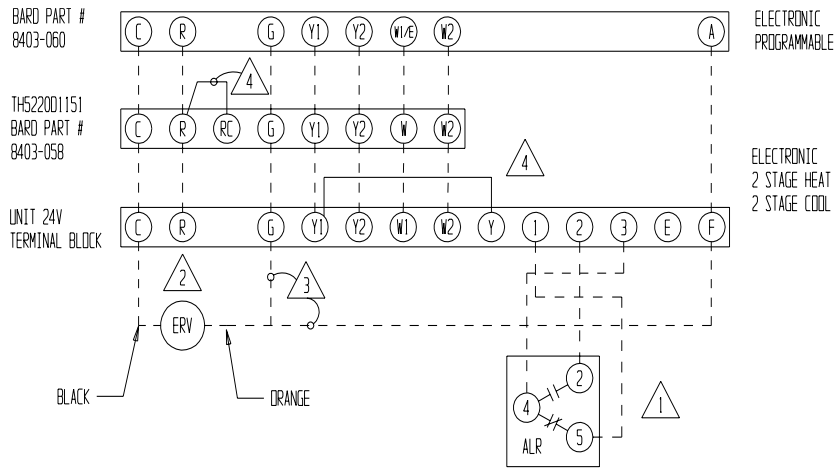 BARD PART #
8403-060
C R G Y1 Y2 W1/E W2 A
ELECTRONIC
PROGRAMMABLE
4
TH5220D1151
BARD PART #
8403-058
C R RC G Y1 Y2 W W2
4
ELECTRONIC
2 STAGE HEAT
2 STAGE COOL
UNIT 24V
TERMINAL BLOCK
C R G Y1 Y2 W1 W2 Y 1 2 3 E F
2
3
ERV
BLACK
ORANGE
2
4
5
ALR
1